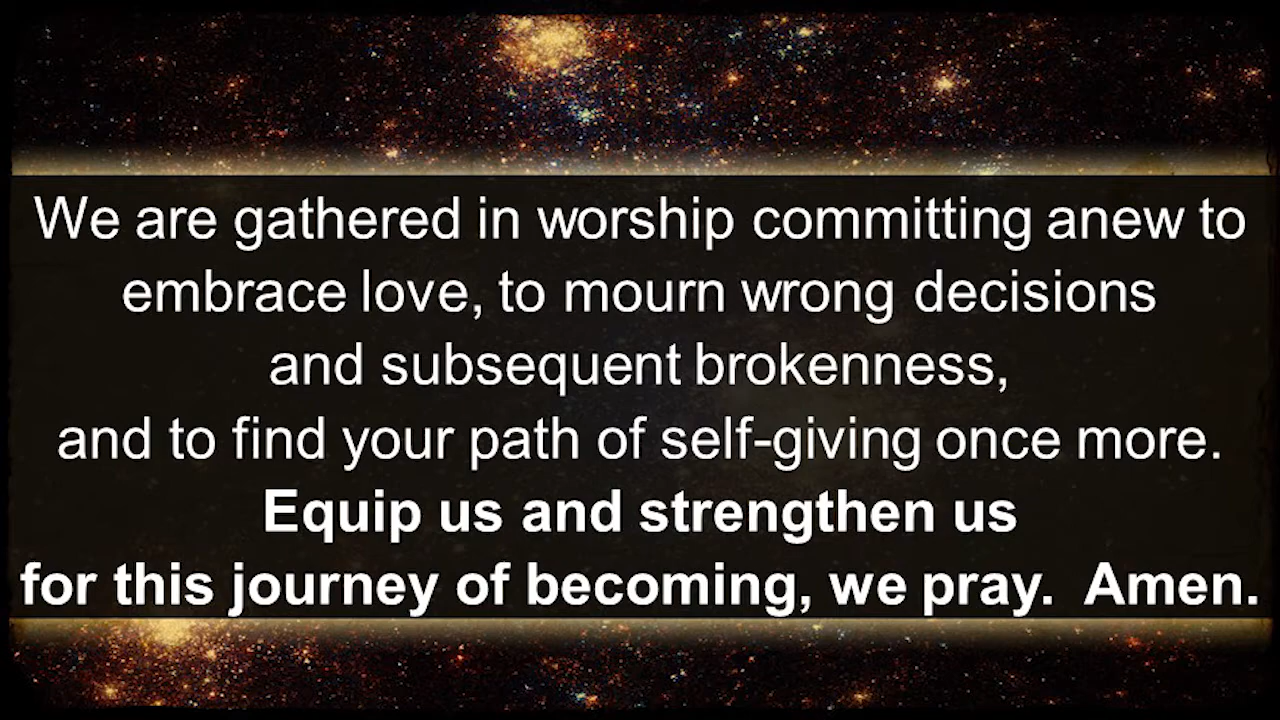 We are gathered in worship committing anew to
embrace love, to mourn wrong decisions
and subsequent brokenness,
and to find your path of self-giving once more.
Equip us and strengthen us
for this journey of becoming, we pray.  Amen.